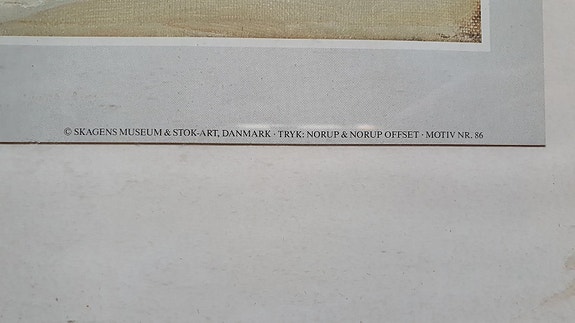 © SKAGENS MUSEUM & STOK-ART, DANMARK · TRYK: NORUP & NORUP OFFSET · MOTIV NR. 86